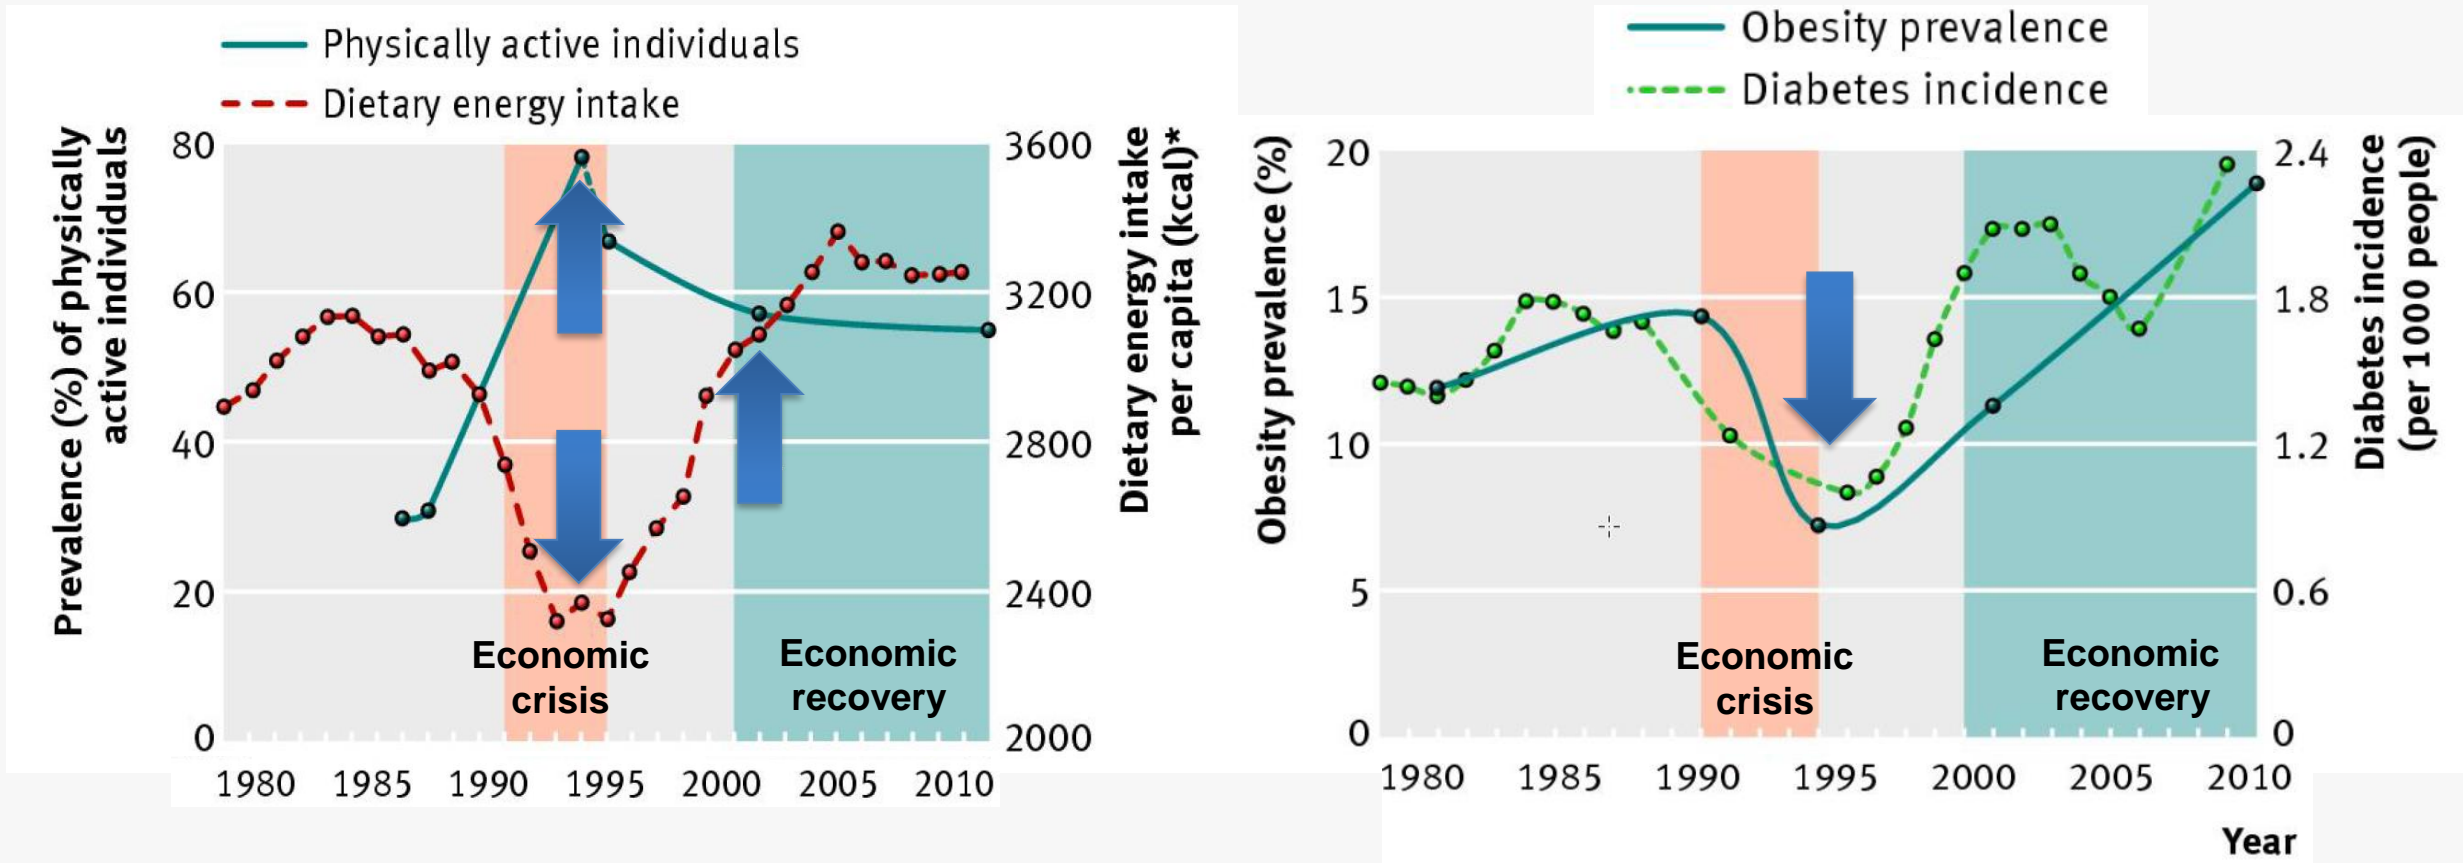 Physically active individuals
Dietary energy intake
Prevalence (%) of physically
active individuals
80
60
40
20
0
3600
3200
2800
2400
2000
Dietary energy intake
per capita (kcal)*
Economic
crisis
Economic
recovery
1980 1985 1990 1995 2000 2005 2010
Obesity prevalence
Diabetes incidence
Obesity prevalence (%)
20
15
10
5
0
2.4
1.8
1.2
0.6
0
Diabetes incidence
(per 1000 people)
Economic
crisis
Economic
recovery
1980 1985 1990 1995 2000 2005 2010
Year